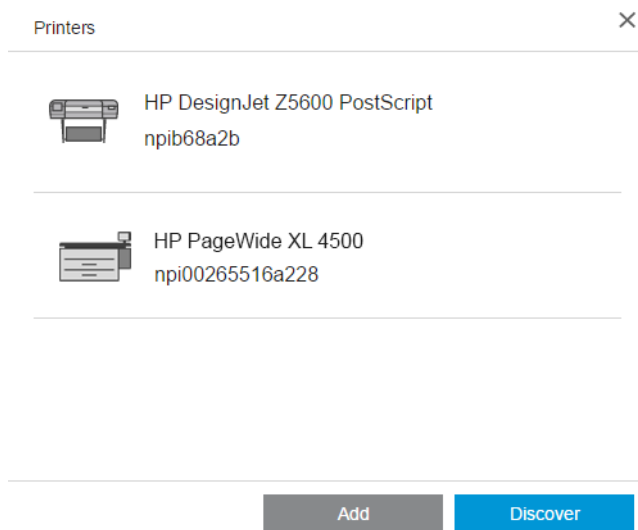 Printers
HP DesignJet Z5600 PostScript
npib68a2b
HP PageWide XL 4500
npi00265516a228
Add
Discover